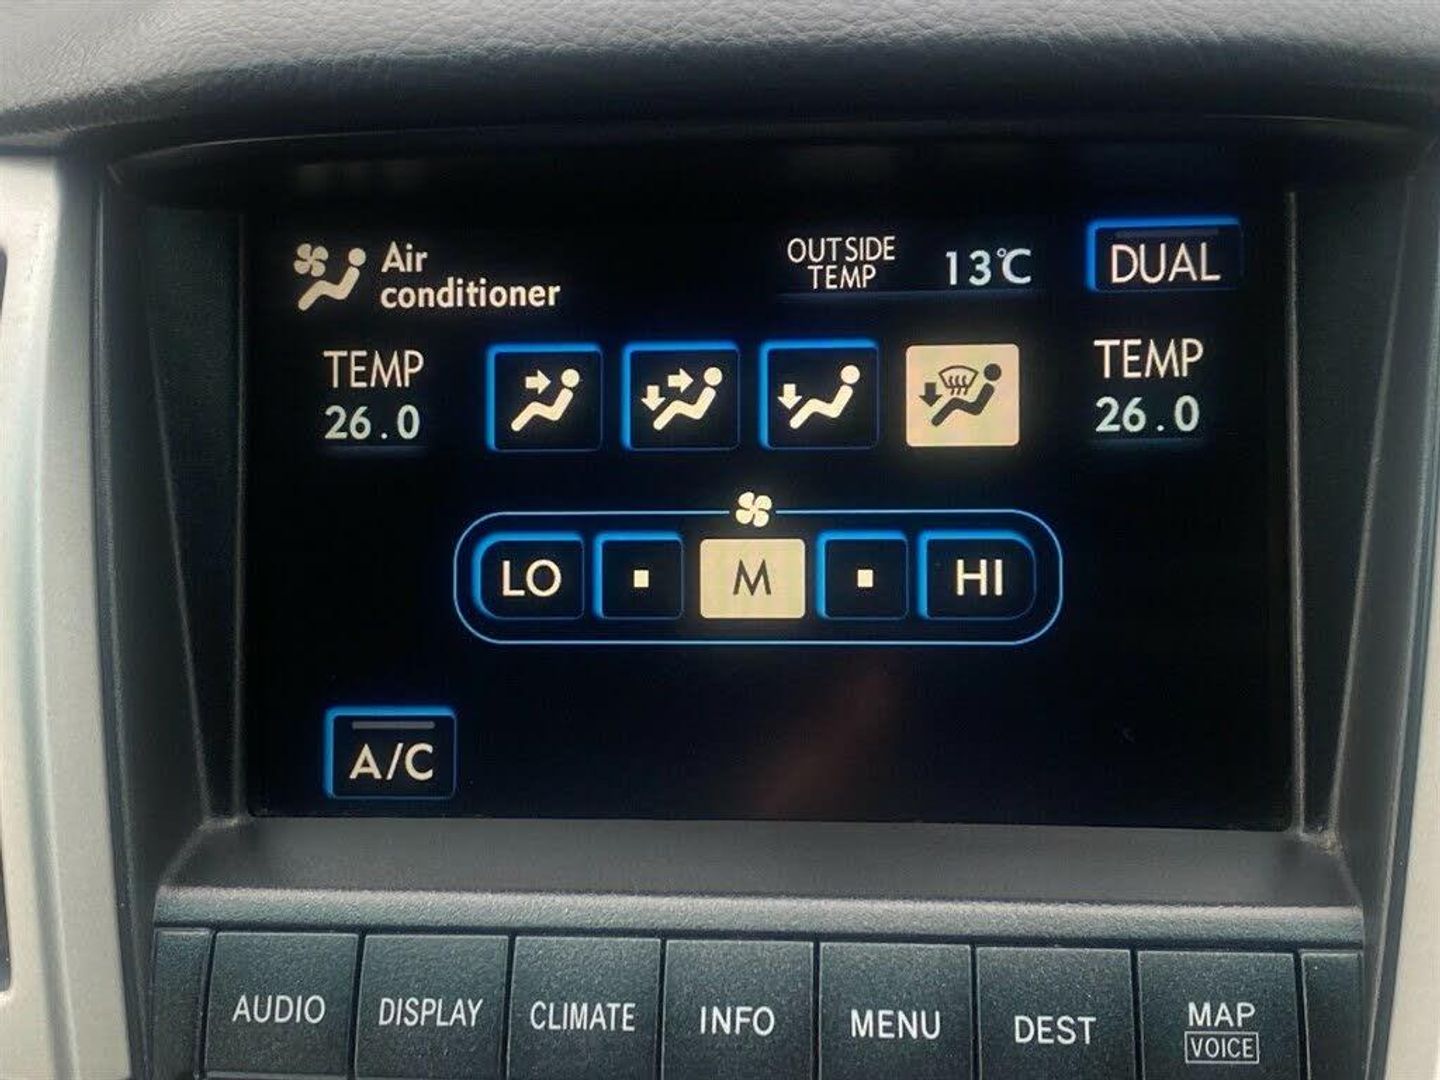 Air
conditioner
OUTSIDE
TEMP
13°C
DUAL
TEMP
26.0
TEMP
26.0
LO
M
HI
A/C
AUDIO
DISPLAY
CLIMATE
INFO
MENU
DEST
MAP
VOICE